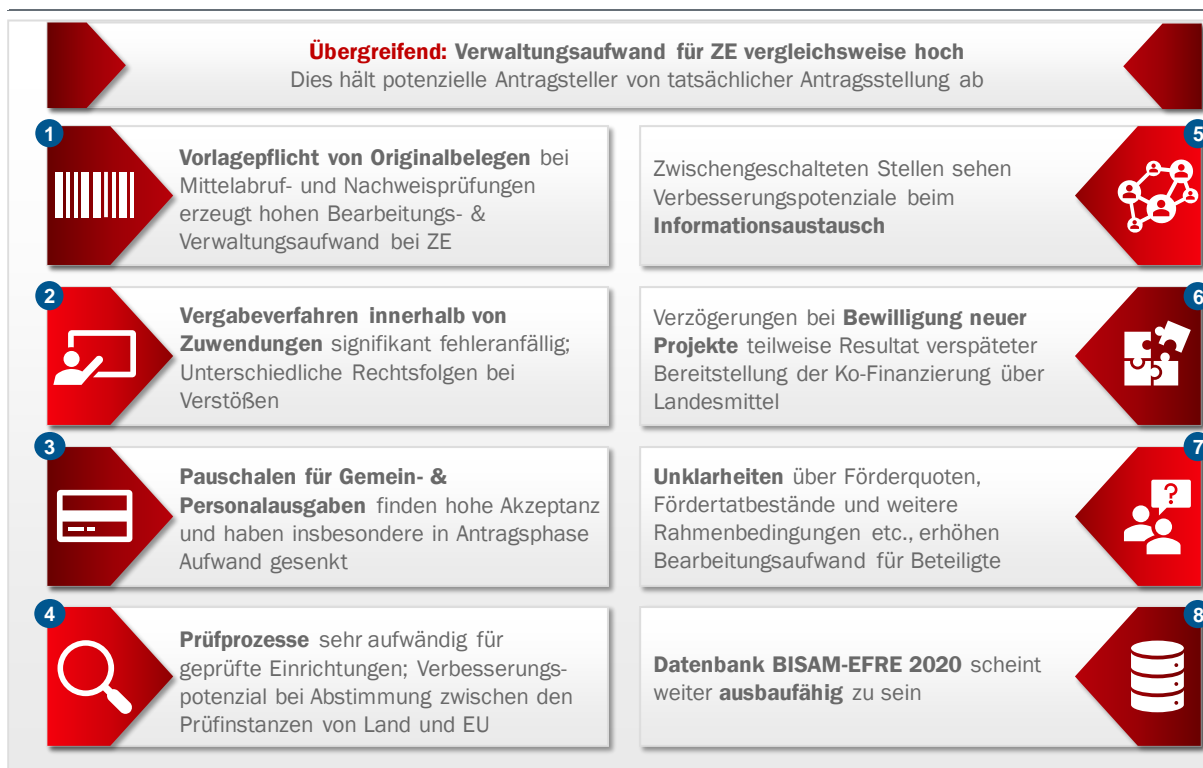 Übergreifend: Verwaltungsaufwand für ZE vergleichsweise hoch
Dies hält potenzielle Antragsteller von tatsächlicher Antragsstellung ab
1
Vorlagepflicht von Originalbelegen bei
Mittelabruf- und Nachweisprüfungen
erzeugt hohen Bearbeitungs- &
Verwaltungsaufwand bei ZE
2
Vergabeverfahren innerhalb von
Zuwendungen signifikant fehleranfällig;
Unterschiedliche Rechtsfolgen bei
Verstößen
3
Pauschalen für Gemein- &
Personalausgaben finden hohe Akzeptanz
und haben insbesondere in Antragsphase
Aufwand gesenkt
4
Prüfprozesse sehr aufwändig für
geprüfte Einrichtungen; Verbesserungs-
potenzial bei Abstimmung zwischen den
Prüfinstanzen von Land und EU
5
Zwischengeschalteten Stellen sehen
Verbesserungspotenziale beim
Informationsaustausch
6
Verzögerungen bei Bewilligung neuer
Projekte teilweise Resultat verspäteter
Bereitstellung der Ko-Finanzierung über
Landesmittel
7
?
Unklarheiten über Förderquoten,
Fördertatbestände und weitere
Rahmenbedingungen etc., erhöhen
Bearbeitungsaufwand für Beteiligte
8
Datenbank BISAM-EFRE 2020 scheint
weiter ausbaufähig zu sein